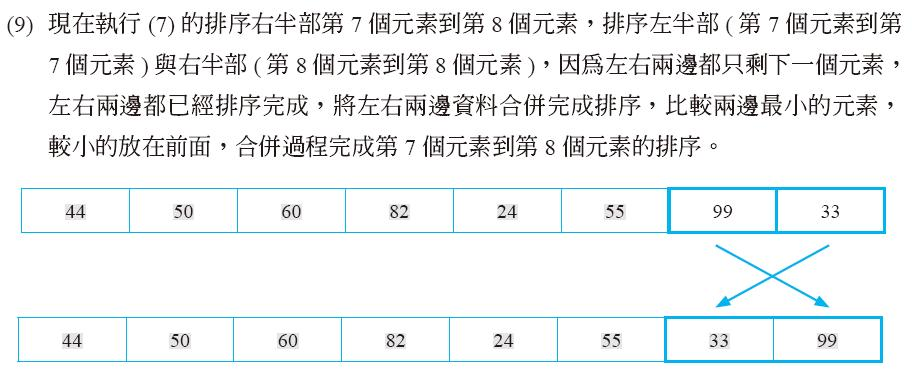 (9) 現在執行 (7) 的排序右半部第 7 個元素到第 8 個元素，排序左半部 ( 第 7 個元素到第
7 個元素 ) 與右半部 ( 第 8 個元素到第 8 個元素 )，因為左右兩邊都只剩下一個元素，
左右兩邊都已經排序完成，將左右兩邊資料合併完成排序，比較兩邊最小的元素，
較小的放在前面，合併過程完成第 7 個元素到第 8 個元素的排序。
44 50 60 82 24 55 99 33
44 50 60 82 24 55 33 99